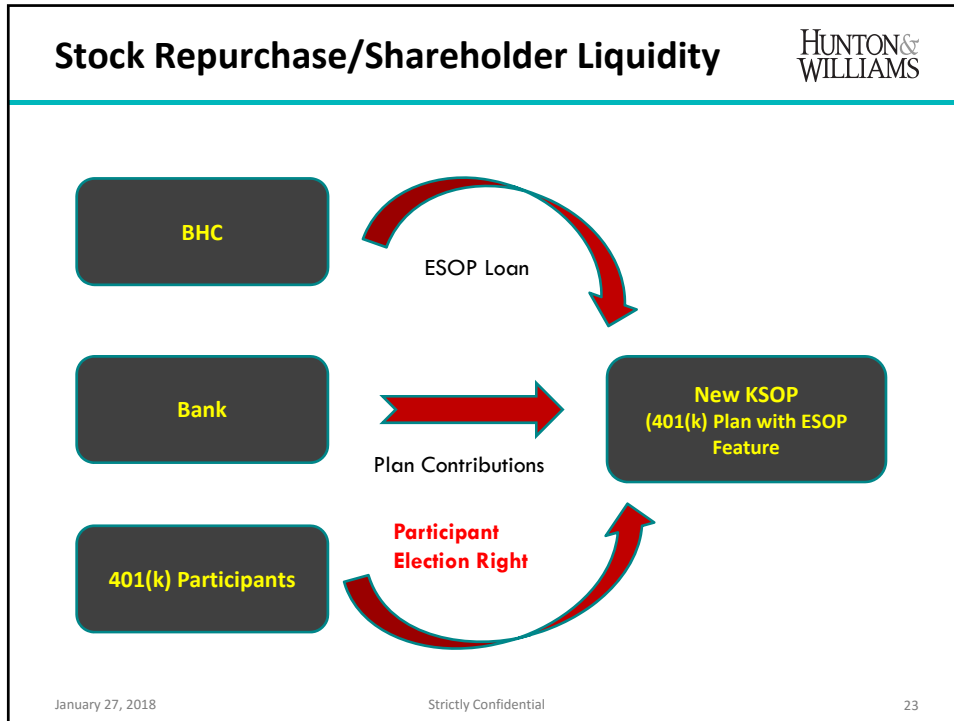 Stock Repurchase/Shareholder Liquidity
HUNTON&
WILLIAMS
BHC
ESOP Loan
Bank
Plan Contributions
New KSOP
(401(k) Plan with ESOP
Feature
401(k) Participants
Participant
Election Right
January 27, 2018
Strictly Confidential
23